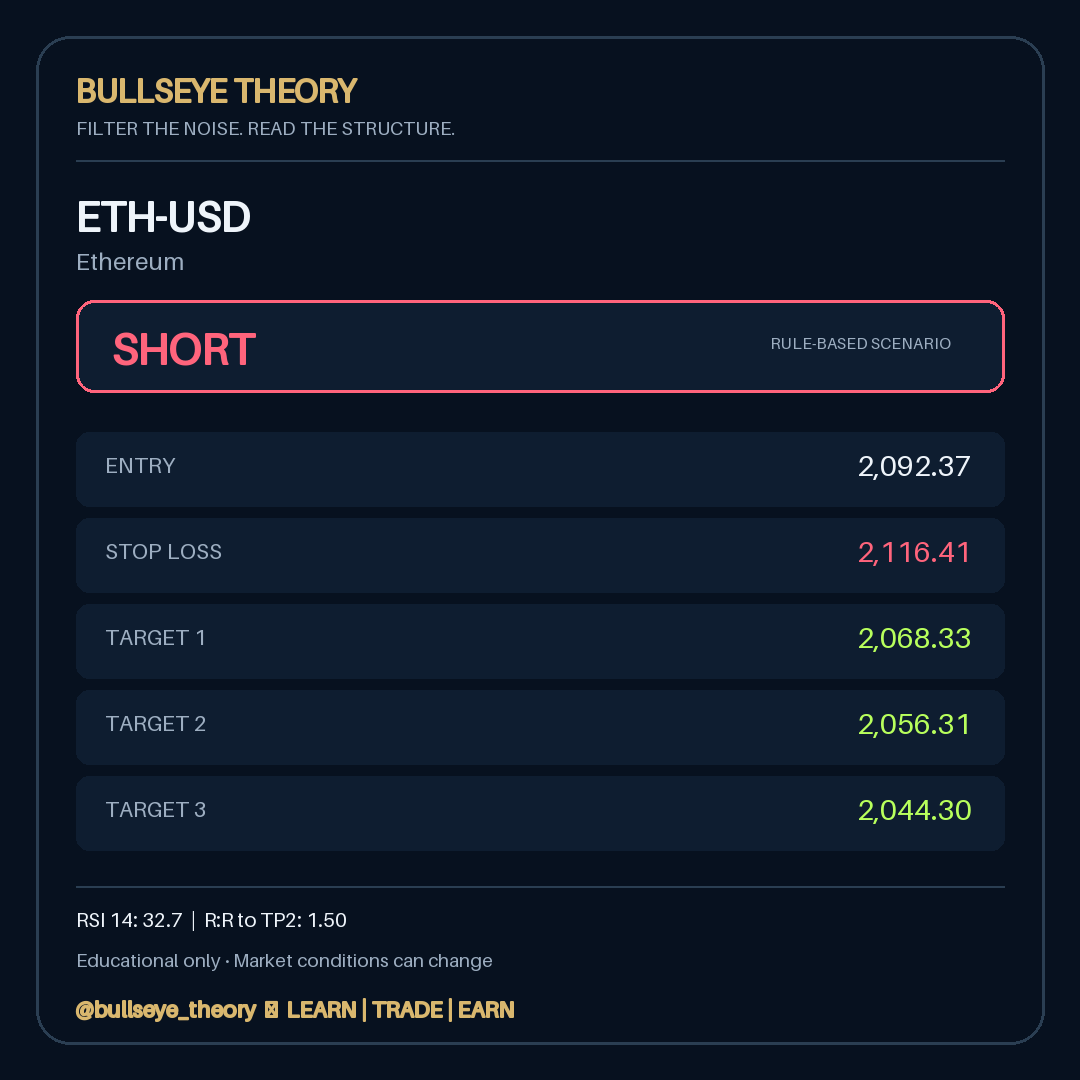 BULLSEYE THEORY
FILTER THE NOISE. READ THE STRUCTURE.
ETH-USD
Ethereum
SHORT RULE-BASED SCENARIO
ENTRY 2,092.37
STOP LOSS 2,116.41
TARGET 1 2,068.33
TARGET 2 2,056.31
TARGET 3 2,044.30
RSI 14: 32.7 | R:R to TP2: 1.50
Educational only · Market conditions can change
@bullseye_theory LEARN | TRADE | EARN